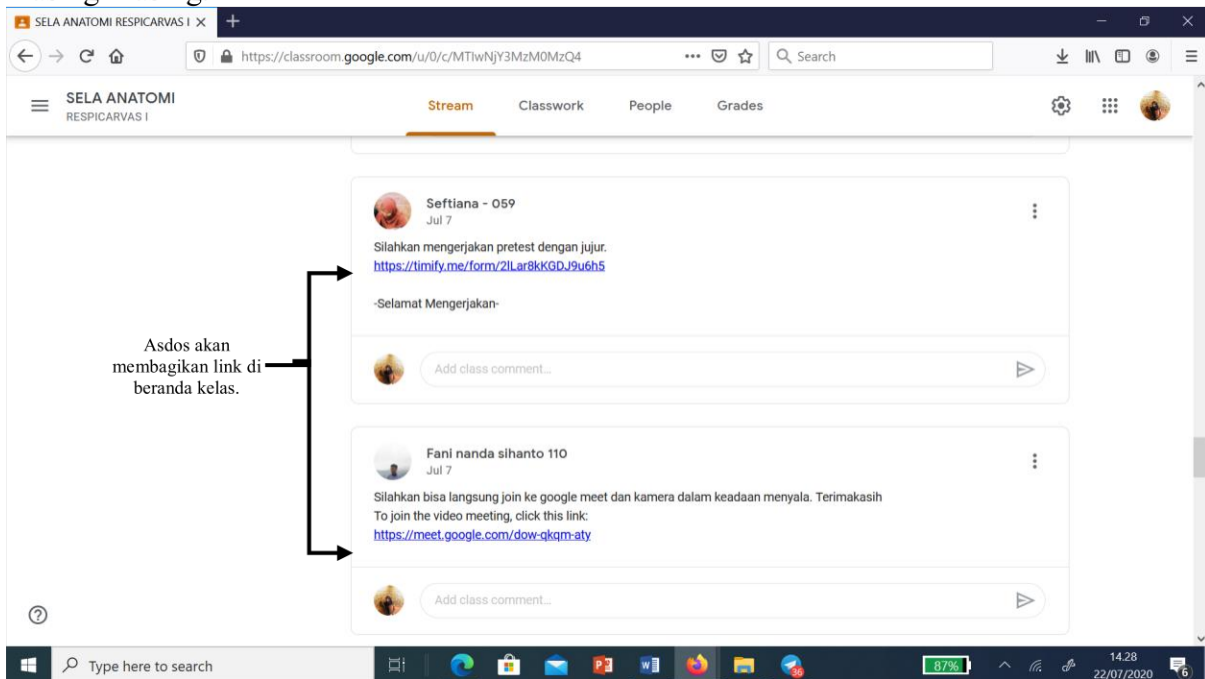 SELA ANATOMI RESPICARVAS I
https://classroom.google.com/u/0/c/MTIwNjY3MzM0MzQ4
Search
SELA ANATOMI
RESPICARVAS I
Stream
Classwork
People
Grades
Seftiana - 059
Jul 7
Silahkan mengerjakan pretest dengan jujur.
https://timify.me/form/2lLar8kKGDJ9u6h5
-Selamat Mengerjakan-
Add class comment...
Asdos akan
membagikan link di
beranda kelas.
Fani nanda sihanto 110
Jul 7
Silahkan bisa langsung join ke google meet dan kamera dalam keadaan menyala. Terimakasih
To join the video meeting, click this link:
https://meet.google.com/dow-qkqm-aty
Add class comment...
Type here to search
36
87%
14.28
22/07/2020
6